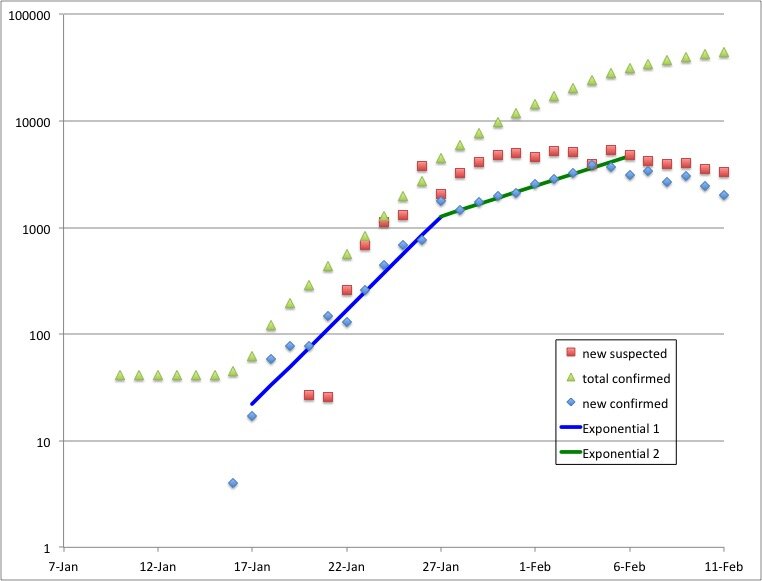 100000
10000
1000
100
10
1
7-Jan 12-Jan 17-Jan 22-Jan 27-Jan 1-Feb 6-Feb 11-Feb
new suspected
total confirmed
new confirmed
Exponential 1
Exponential 2